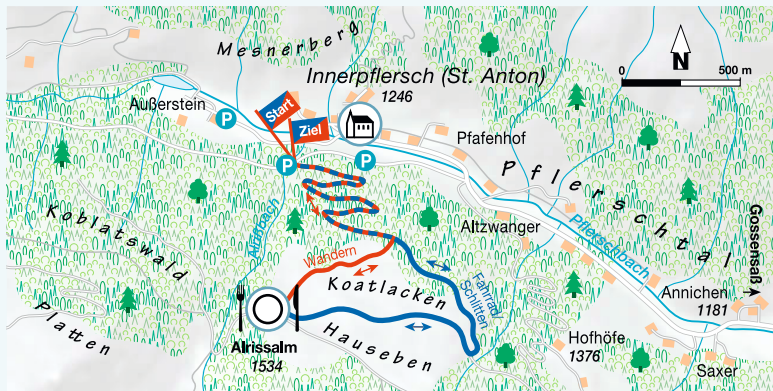 Mesnerberg
N
0 500 m
Innerpflersch (St. Anton)
1246
Außerstein
P
Start
Ziel
P
P
Pfafenhof
Pflerschtal
Koblatswald
Allrißbach
Altzwanger
Pflerschbach
Gossensaß
Wandern
Fahrrad/
Schlitten
Koatlacken
Annichen
1181
Platten
Hauseben
Allrissalm
1534
Hofhöfe
1376
Saxer